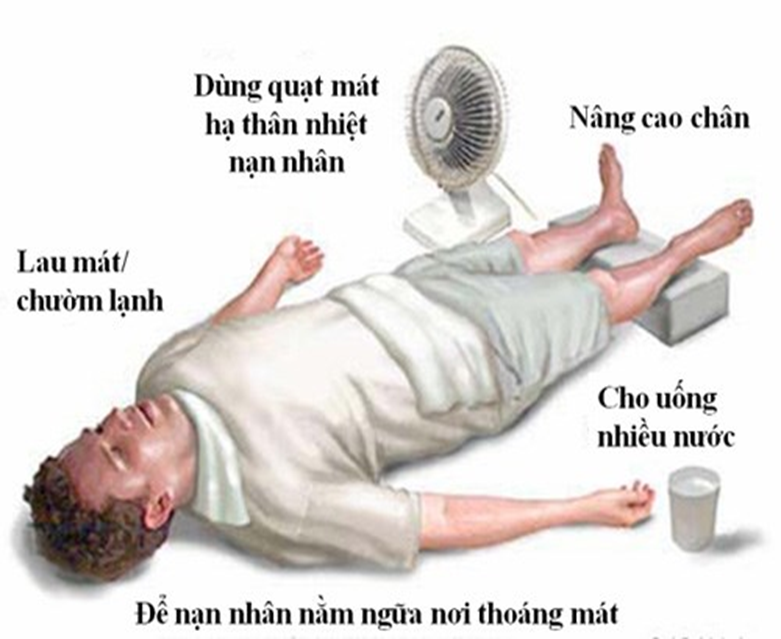 Dùng quạt mát
hạ thân nhiệt
nạn nhân
Nâng cao chân
Lau mát/
chườm lạnh
Cho uống
nhiều nước
Để nạn nhân nằm ngữa nơi thoáng mát